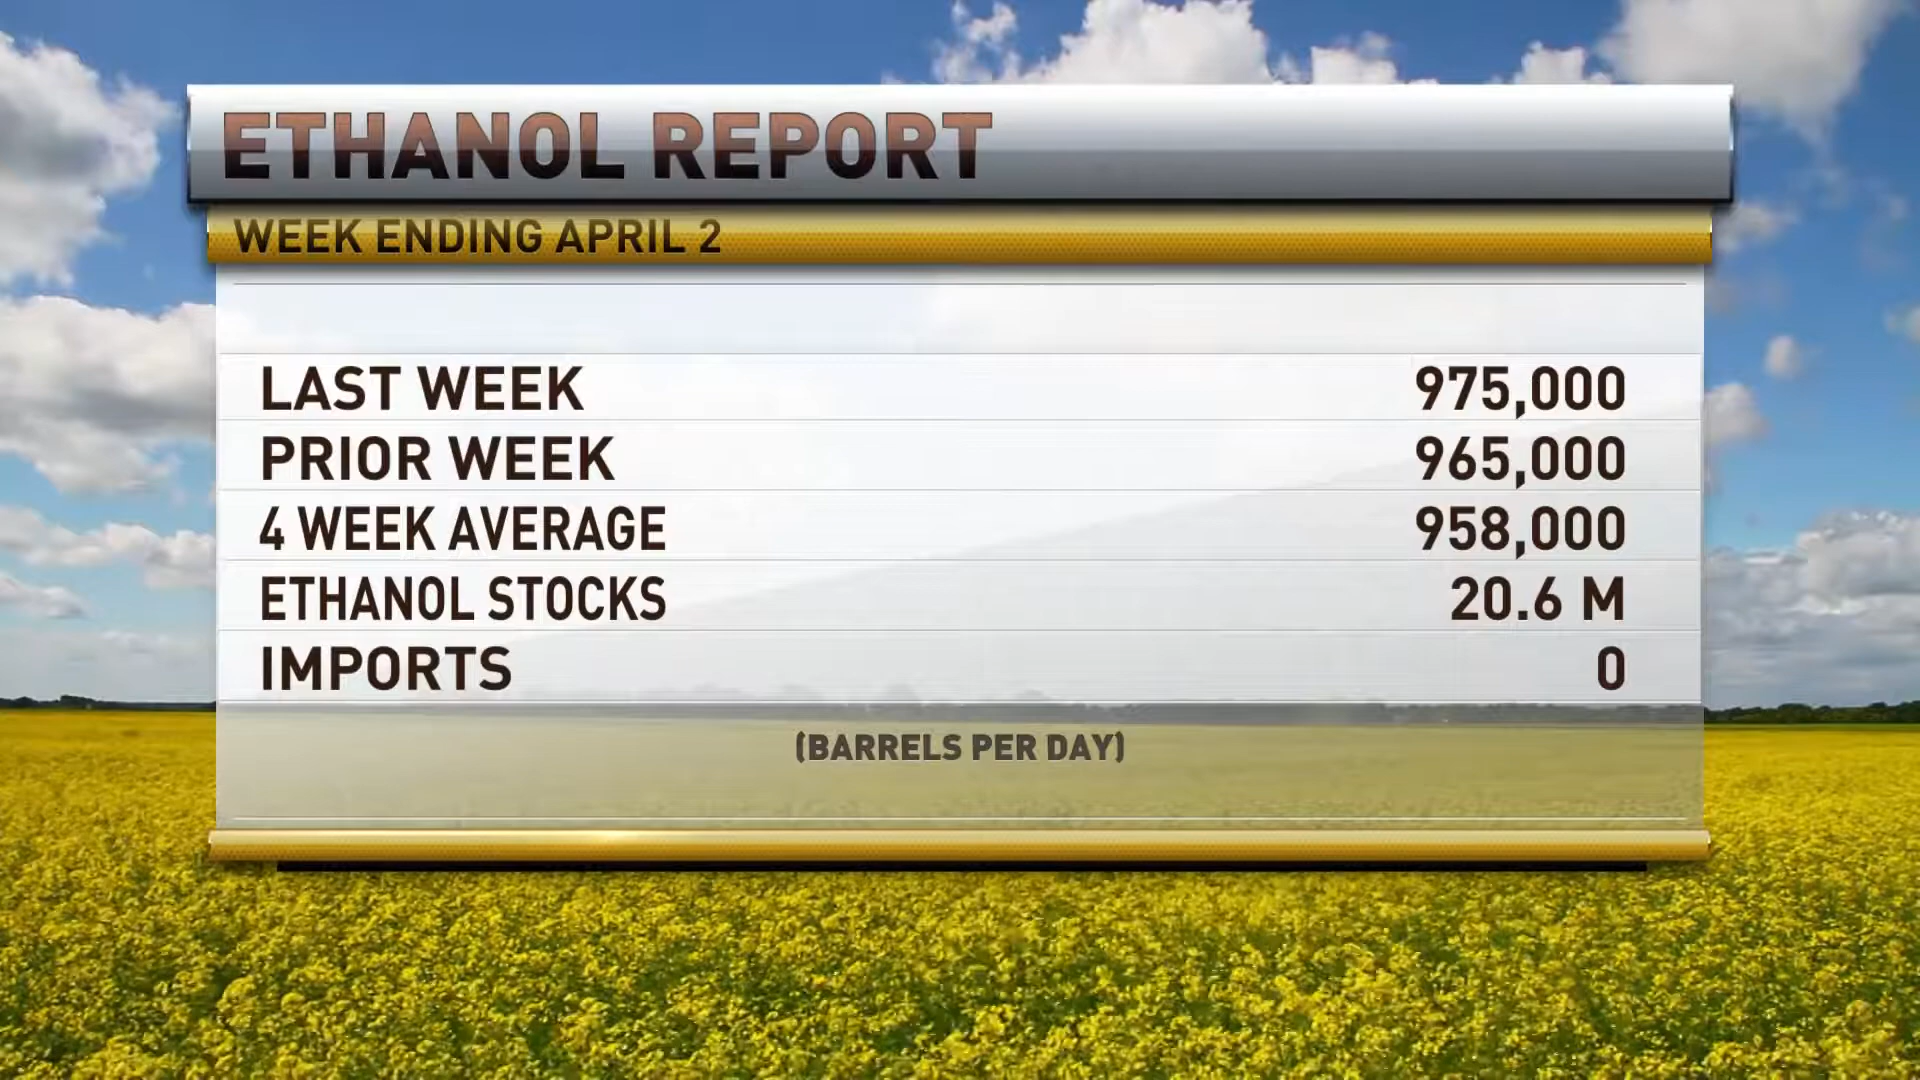 ETHANOL REPORT
WEEK ENDING APRIL 2
LAST WEEK 975,000
PRIOR WEEK 965,000
4 WEEK AVERAGE 958,000
ETHANOL STOCKS 20.6 M
IMPORTS 0
(BARRELS PER DAY)